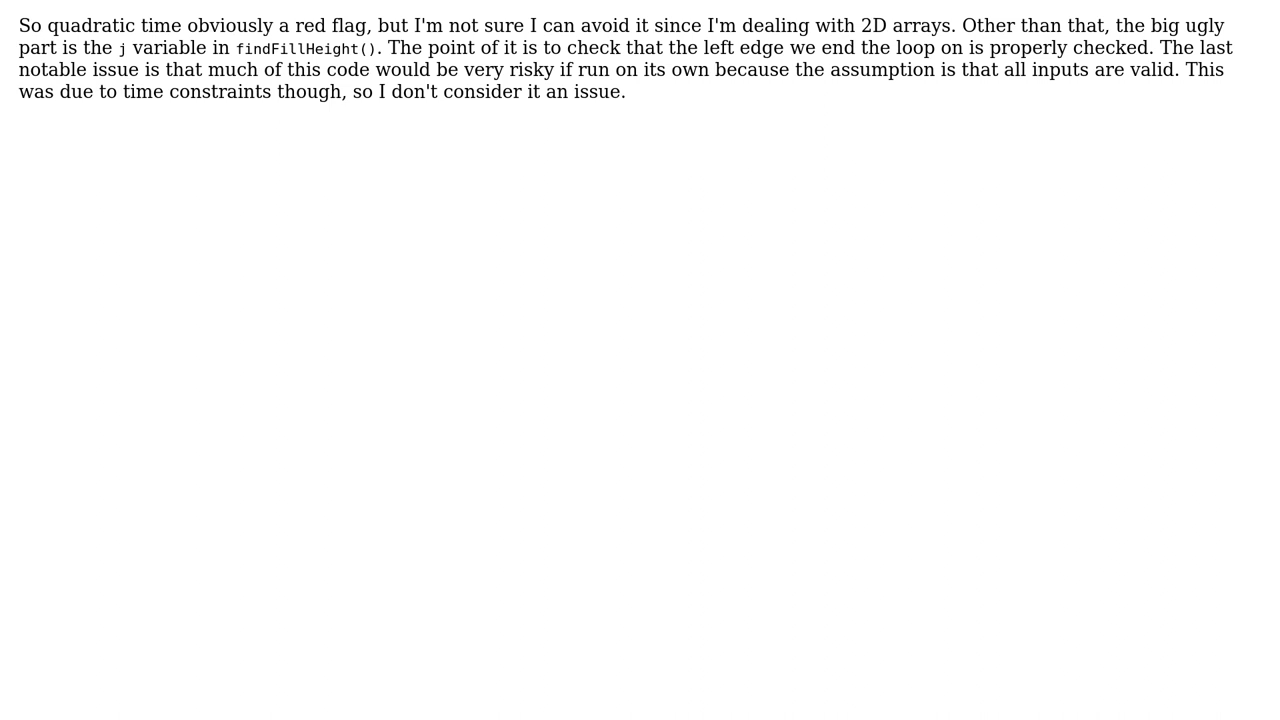 So quadratic time obviously a red flag, but I'm not sure I can avoid it since I'm dealing with 2D arrays. Other than that, the big ugly
part is the j variable in findFillHeight(). The point of it is to check that the left edge we end the loop on is properly checked. The last
notable issue is that much of this code would be very risky if run on its own because the assumption is that all inputs are valid. This
was due to time constraints though, so I don't consider it an issue.